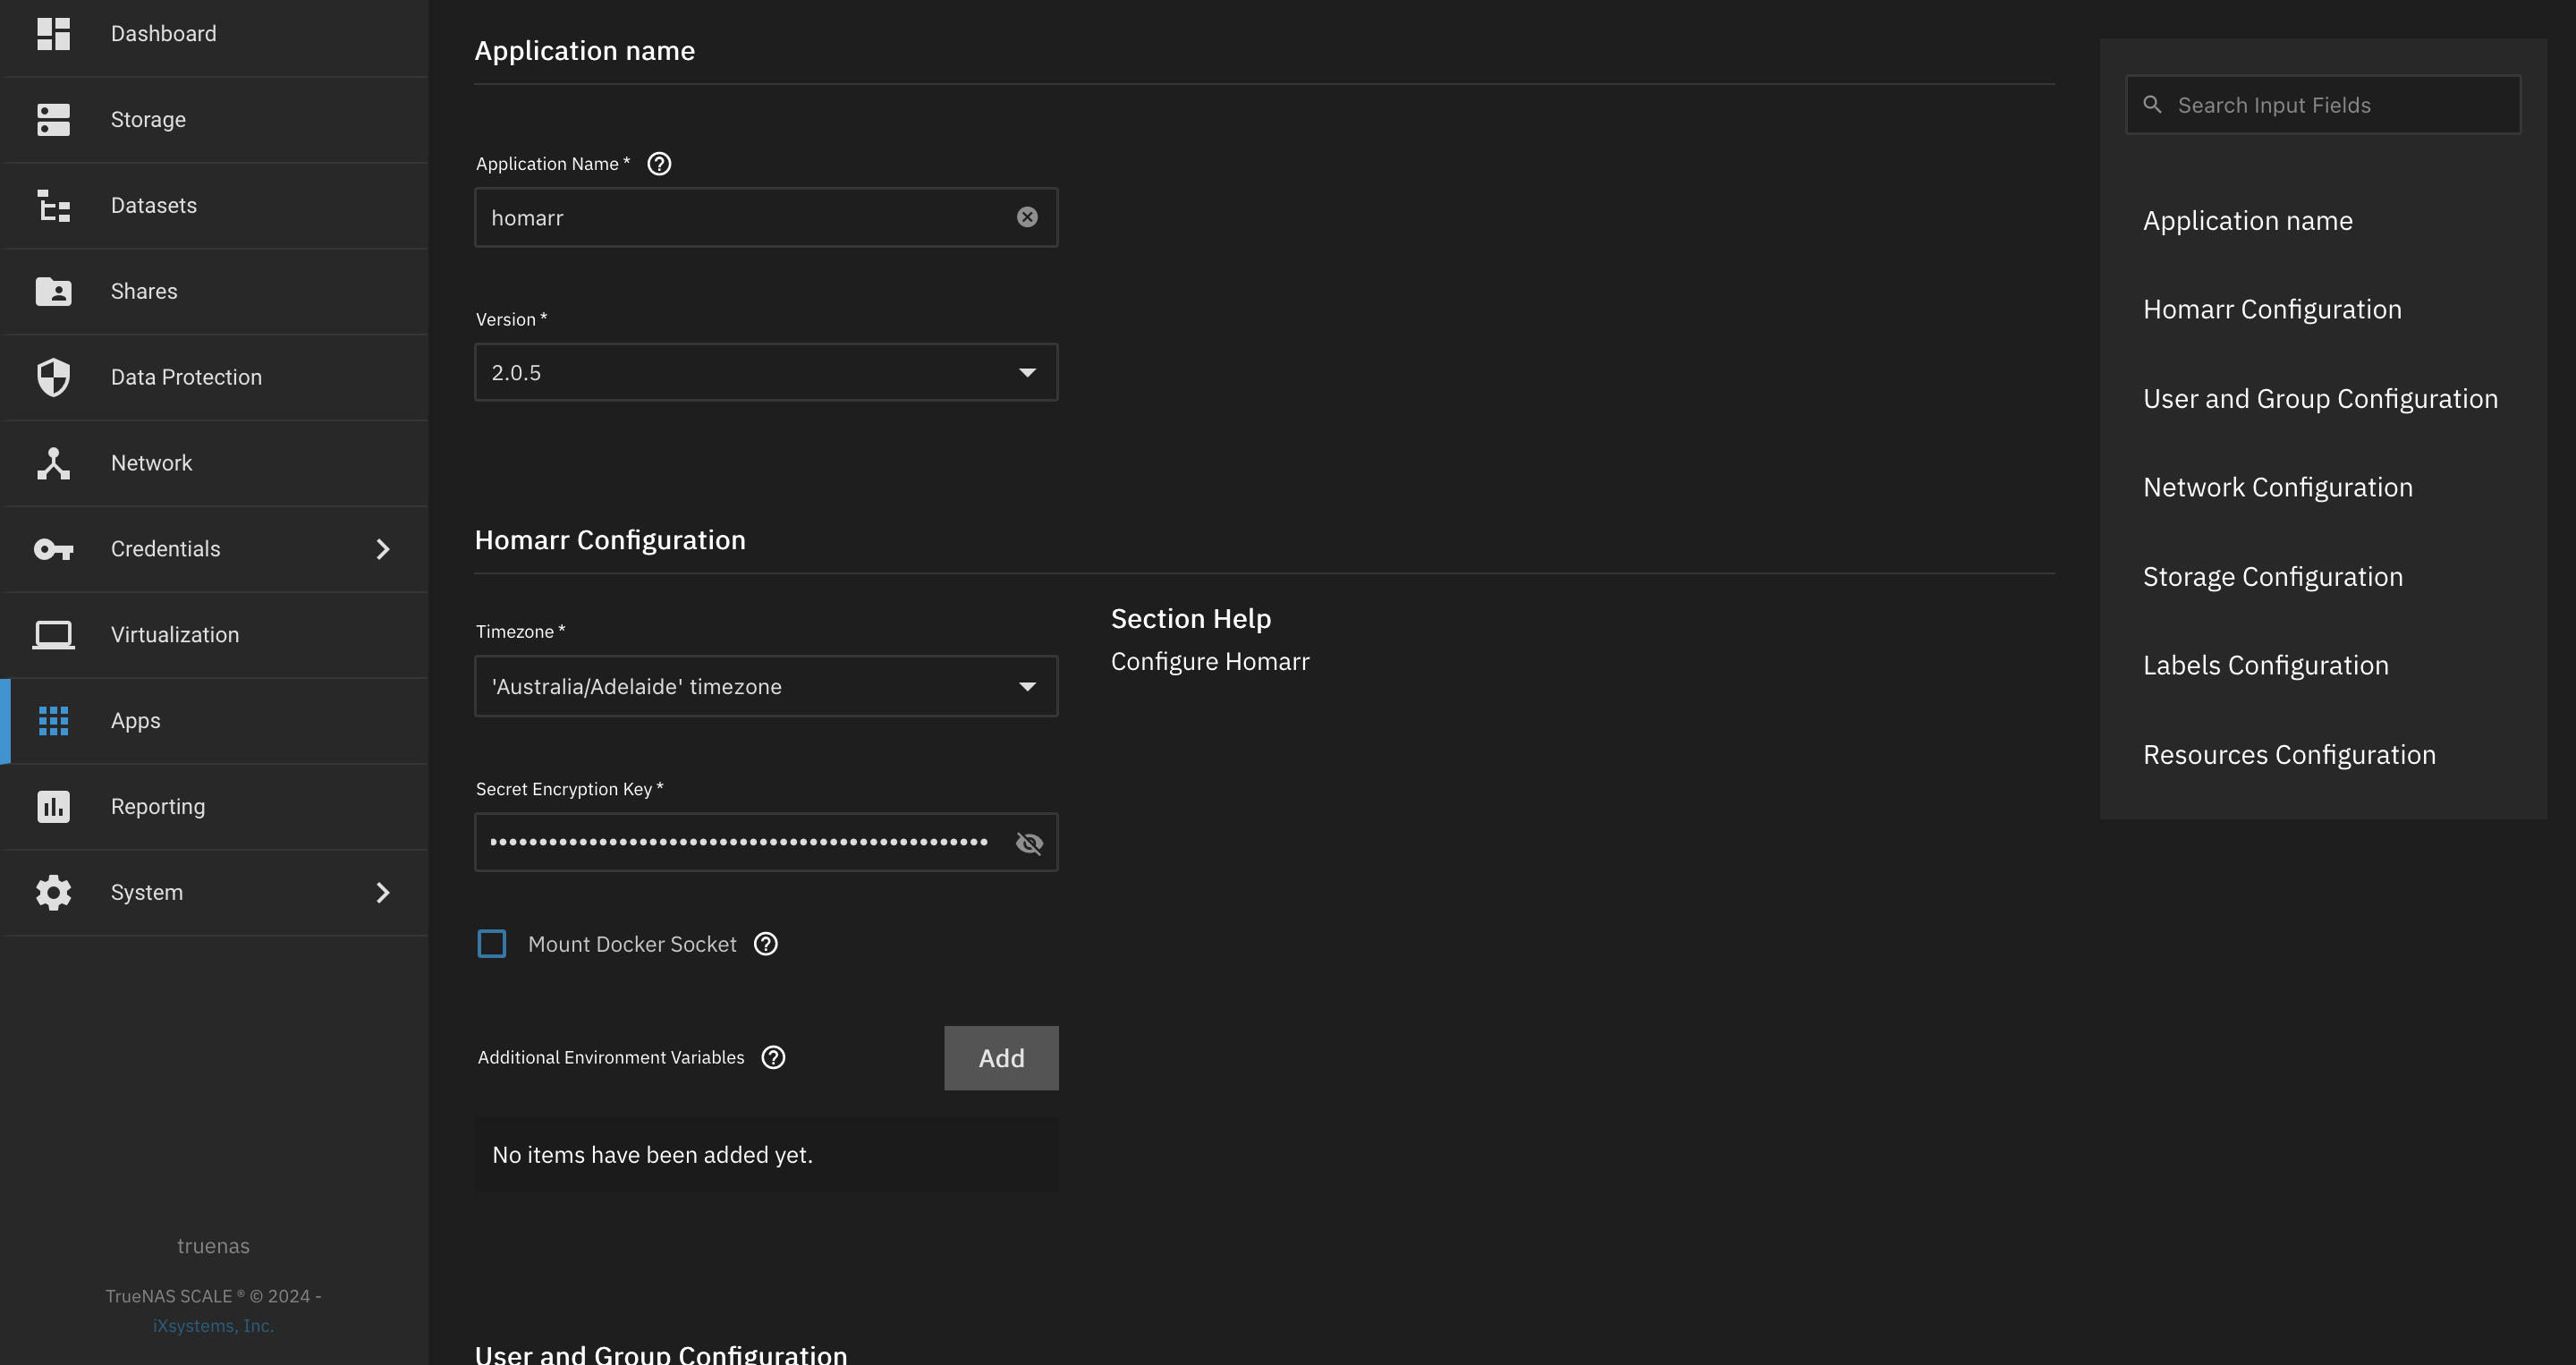 Dashboard
Storage
Datasets
Shares
Data Protection
Network
Credentials
Virtualization
Apps
Reporting
System
truenas
TrueNAS SCALE ® © 2024 -
iXsystems, Inc.
Application name
Application Name *
homarr
Version *
2.0.5
Homarr Configuration
Timezone *
'Australia/Adelaide' timezone
Section Help
Configure Homarr
Secret Encryption Key *
Mount Docker Socket
Additional Environment Variables
Add
No items have been added yet.
User and Group Configuration
Search Input Fields
Application name
Homarr Configuration
User and Group Configuration
Network Configuration
Storage Configuration
Labels Configuration
Resources Configuration